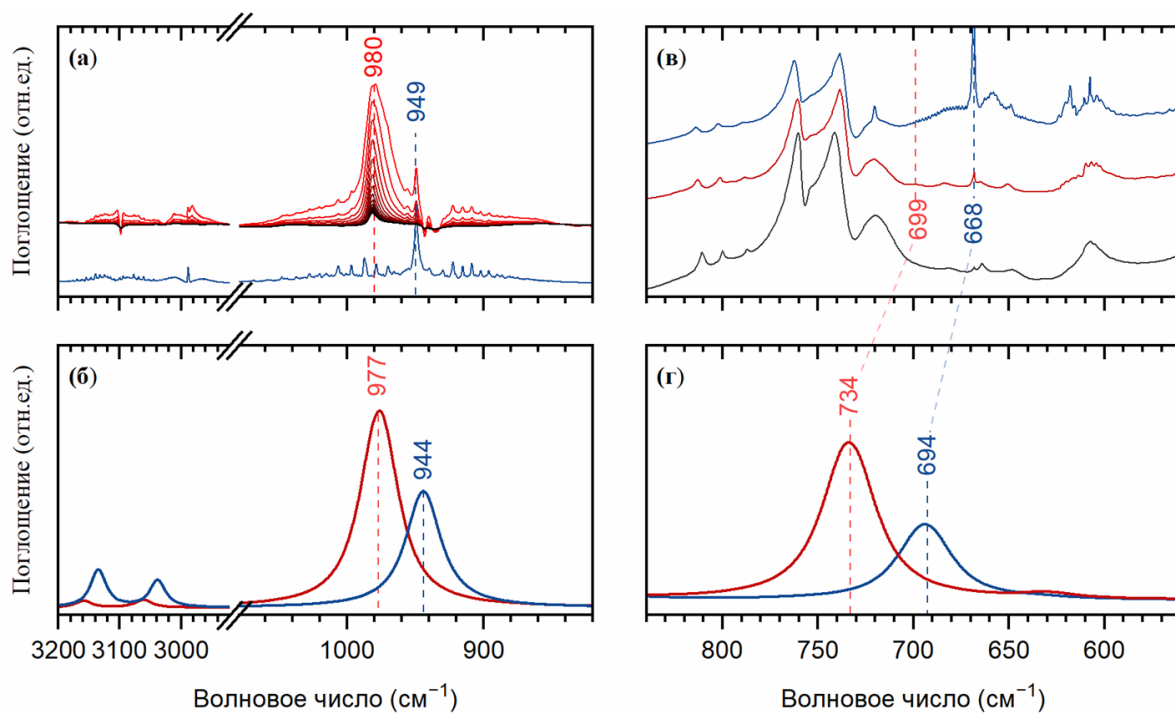 (а)
980
949
Поглощение (отн.ед.)
(в)
699
668
(б)
977
944
Поглощение (отн.ед.)
(г)
734
694
3200 3100 3000 1000 900
800 750 700 650 600
Волновое число (см⁻¹)
Волновое число (см⁻¹)